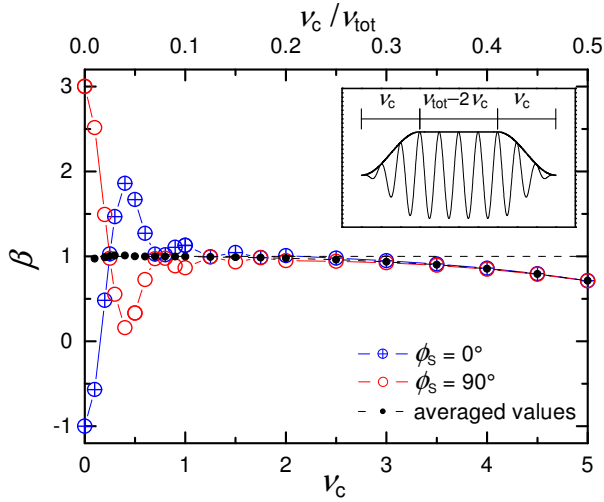 ν_c / ν_tot
0.0 0.1 0.2 0.3 0.4 0.5
3
2
1
0
-1
β
ν_c ν_tot–2ν_c ν_c
ϕ_S = 0°
ϕ_S = 90°
averaged values
0 1 2 3 4 5
ν_c